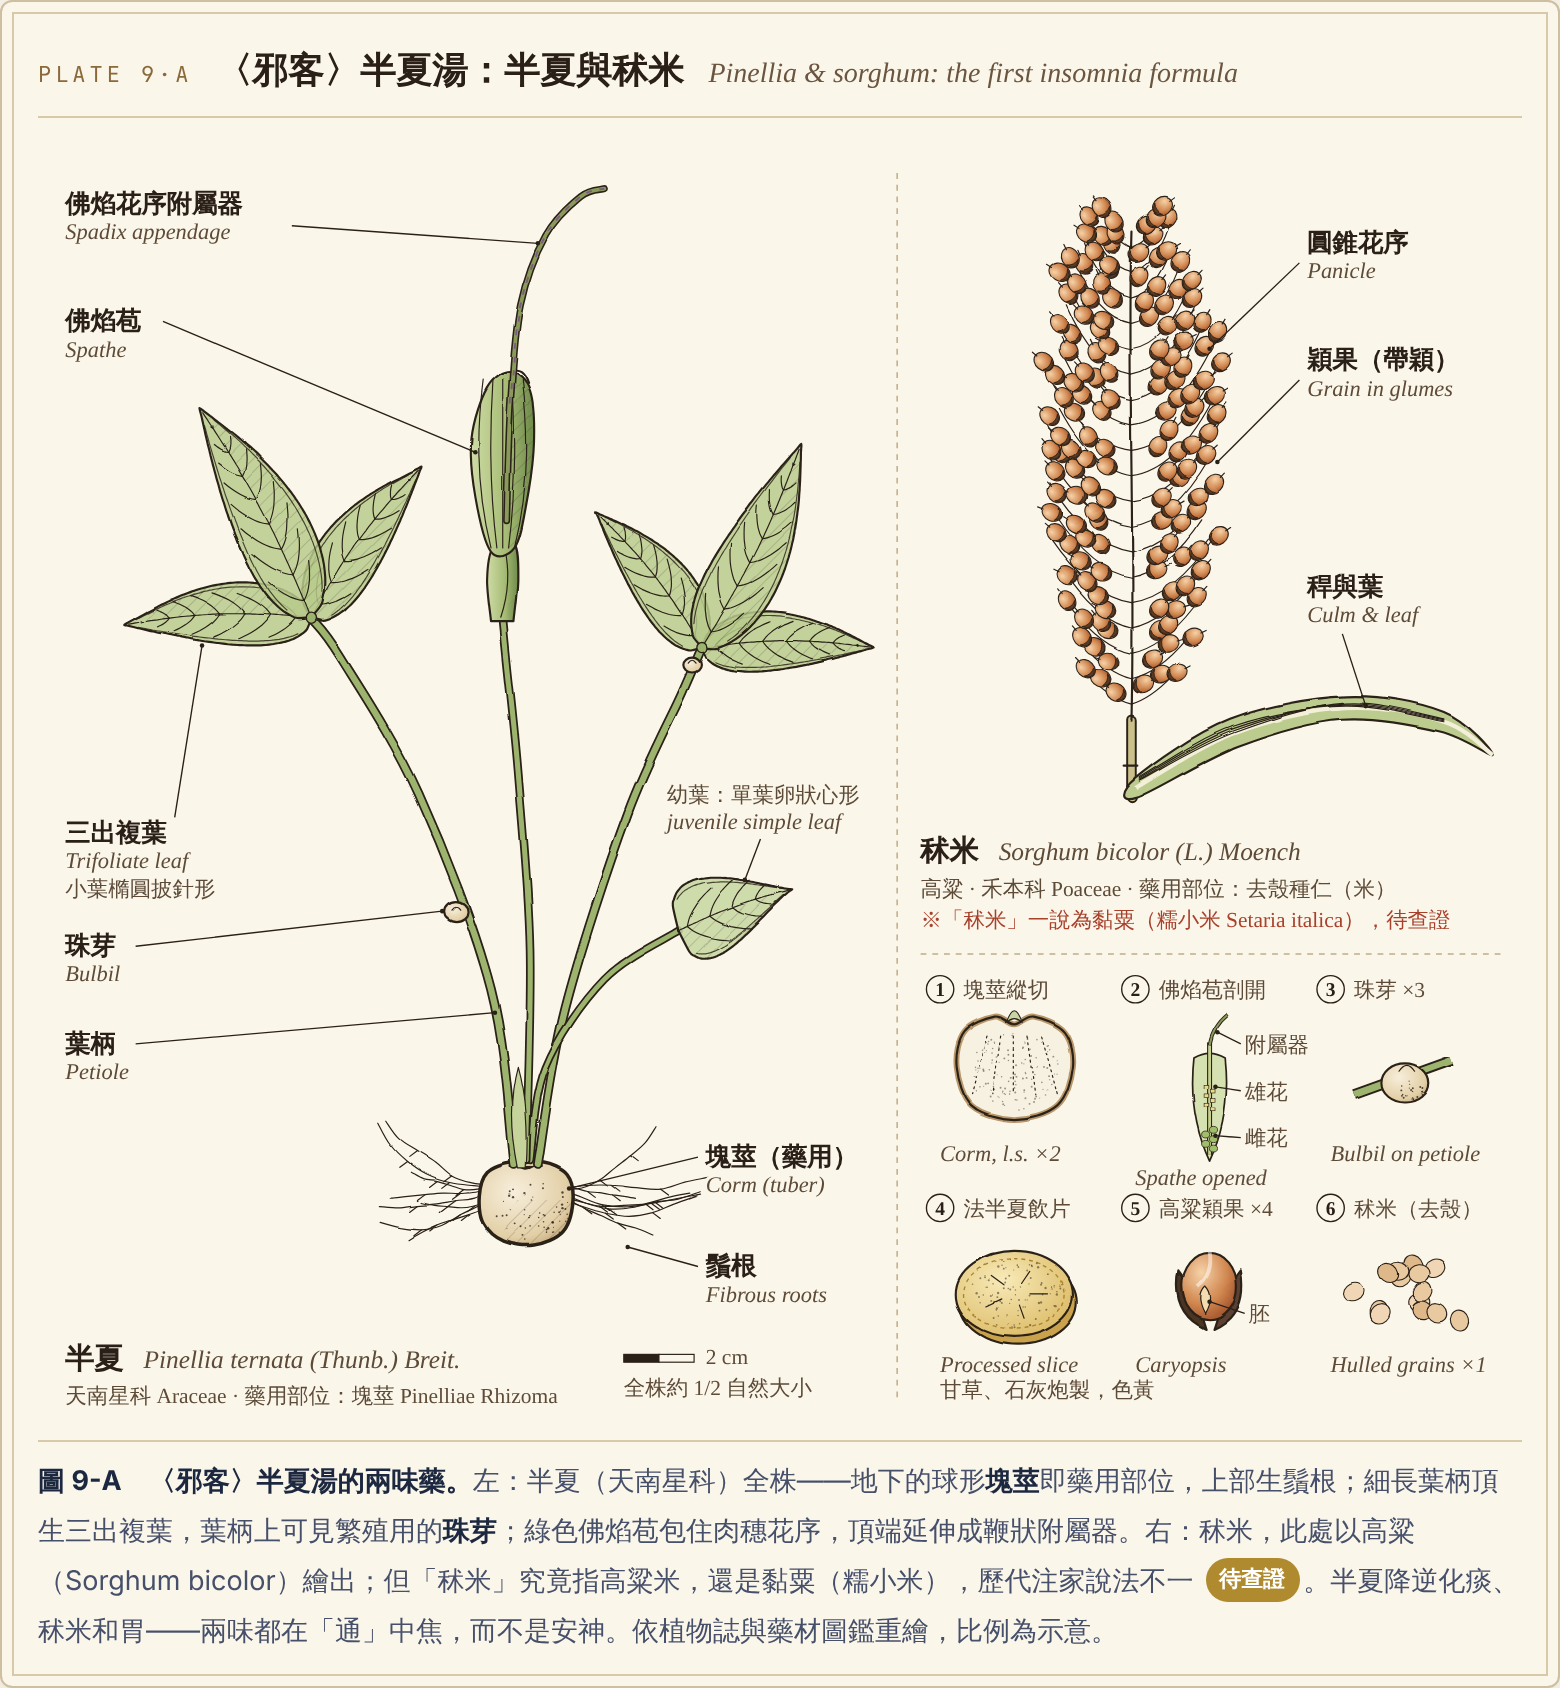 PLATE 9·A 〈邪客〉半夏湯：半夏與秫米 Pinellia & sorghum: the first insomnia formula
佛焰花序附屬器
Spadix appendage
佛焰苞
Spathe
三出複葉
Trifoliate leaf
小葉橢圓披針形
珠芽
Bulbil
葉柄
Petiole
幼葉：單葉卵狀心形
juvenile simple leaf
塊莖（藥用）
Corm (tuber)
鬚根
Fibrous roots
半夏 Pinellia ternata (Thunb.) Breit.
天南星科 Araceae · 藥用部位：塊莖 Pinelliae Rhizoma
2 cm
全株約 1/2 自然大小
圓錐花序
Panicle
穎果（帶穎）
Grain in glumes
稈與葉
Culm & leaf
秫米 Sorghum bicolor (L.) Moench
高粱 · 禾本科 Poaceae · 藥用部位：去殼種仁（米）
※「秫米」一說為黏粟（糯小米 Setaria italica），待查證
1 塊莖縱切
Corm, l.s. ×2
2 佛焰苞剖開
附屬器
雄花
雌花
Spathe opened
3 珠芽 ×3
Bulbil on petiole
4 法半夏飲片
Processed slice
甘草、石灰炮製，色黃
5 高粱穎果 ×4
胚
Caryopsis
6 秫米（去殼）
Hulled grains ×1
圖 9-A 〈邪客〉半夏湯的兩味藥。左：半夏（天南星科）全株——地下的球形塊莖即藥用部位，上部生鬚根；細長葉柄頂
生三出複葉，葉柄上可見繁殖用的珠芽；綠色佛焰苞包住肉穗花序，頂端延伸成鞭狀附屬器。右：秫米，此處以高粱
（Sorghum bicolor）繪出；但「秫米」究竟指高粱米，還是黏粟（糯小米），歷代注家說法不一 待查證 。半夏降逆化痰、
秫米和胃——兩味都在「通」中焦，而不是安神。依植物誌與藥材圖鑑重繪，比例為示意。